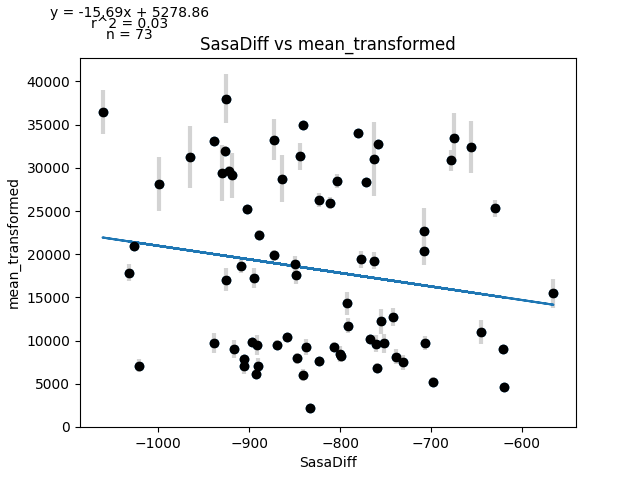 y = -15.69x + 5278.86
r^2 = 0.03
n = 73
SasaDiff vs mean_transformed
40000
35000
30000
25000
20000
15000
10000
5000
0
mean_transformed
−1000
−900
−800
−700
−600
SasaDiff